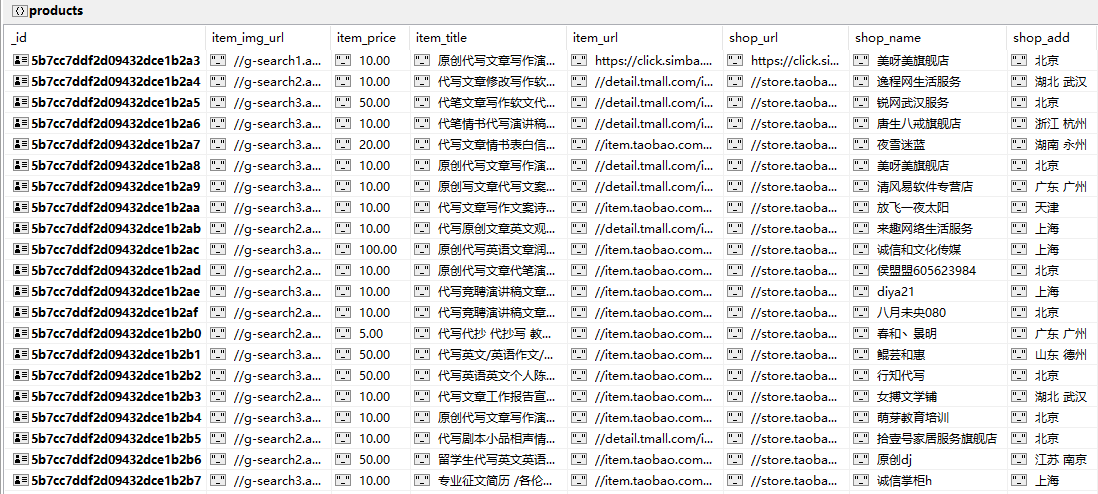 products
_id item_img_url item_price item_title item_url shop_url shop_name shop_add
5b7cc7ddf2d09432dce1b2a3 //g-search1.a... 10.00 原创代写文章写作演... https://click.simba... https://click.si... 美呀美旗舰店 北京
5b7cc7ddf2d09432dce1b2a4 //g-search2.a... 10.00 代写文章修改写作软... //detail.tmall.com/i... //store.taoba... 逸程网生活服务 湖北 武汉
5b7cc7ddf2d09432dce1b2a5 //g-search3.a... 50.00 代笔文章写作软文代... //detail.tmall.com/i... //store.taoba... 锐网武汉服务 北京
5b7cc7ddf2d09432dce1b2a6 //g-search3.a... 10.00 代笔情书代写演讲稿... //detail.tmall.com/i... //store.taoba... 唐生八戒旗舰店 浙江 杭州
5b7cc7ddf2d09432dce1b2a7 //g-search3.a... 20.00 代写文章情书表白信... //item.taobao.com... //store.taoba... 夜雪迷蓝 湖南 永州
5b7cc7ddf2d09432dce1b2a8 //g-search3.a... 10.00 原创代写文章写作演... //detail.tmall.com/i... //store.taoba... 美呀美旗舰店 北京
5b7cc7ddf2d09432dce1b2a9 //g-search3.a... 10.00 原创写文章代写文案... //detail.tmall.com/i... //store.taoba... 清风易软件专营店 广东 广州
5b7cc7ddf2d09432dce1b2aa //g-search3.a... 10.00 代写文章写作文案诗... //item.taobao.com... //store.taoba... 放飞一夜太阳 天津
5b7cc7ddf2d09432dce1b2ab //g-search2.a... 10.00 代写原创文章英文观... //detail.tmall.com/i... //store.taoba... 来趣网络生活服务 上海
5b7cc7ddf2d09432dce1b2ac //g-search3.a... 100.00 原创代写英语文章润... //item.taobao.com... //store.taoba... 诚信和文化传媒 上海
5b7cc7ddf2d09432dce1b2ad //g-search2.a... 10.00 原创代写文章代笔演... //item.taobao.com... //store.taoba... 侯盟盟605623984 北京
5b7cc7ddf2d09432dce1b2ae //g-search3.a... 10.00 代写竞聘演讲稿文章... //item.taobao.com... //store.taoba... diya21 上海
5b7cc7ddf2d09432dce1b2af //g-search2.a... 10.00 代写竞聘演讲稿文章... //item.taobao.com... //store.taoba... 八月未央080 北京
5b7cc7ddf2d09432dce1b2b0 //g-search2.a... 5.00 代写代抄 代抄写 教... //item.taobao.com... //store.taoba... 春和丶景明 广东 广州
5b7cc7ddf2d09432dce1b2b1 //g-search3.a... 50.00 代写英文/英语作文/... //item.taobao.com... //store.taoba... 鲲芸和惠 山东 德州
5b7cc7ddf2d09432dce1b2b2 //g-search3.a... 50.00 代写英语英文个人陈... //item.taobao.com... //store.taoba... 行知代写 北京
5b7cc7ddf2d09432dce1b2b3 //g-search2.a... 10.00 代写文章工作报告宣... //item.taobao.com... //store.taoba... 女搏文学铺 湖北 武汉
5b7cc7ddf2d09432dce1b2b4 //g-search3.a... 10.00 原创代写文章写作演... //item.taobao.com... //store.taoba... 萌芽教育培训 北京
5b7cc7ddf2d09432dce1b2b5 //g-search2.a... 10.00 代写剧本小品相声情... //detail.tmall.com/i... //store.taoba... 拾壹号家居服务旗舰店 北京
5b7cc7ddf2d09432dce1b2b6 //g-search2.a... 50.00 留学生代写英文英语... //item.taobao.com... //store.taoba... 原创dj 江苏 南京
5b7cc7ddf2d09432dce1b2b7 //g-search3.a... 10.00 专业征文简历 /各伦... //item.taobao.com... //store.taoba... 诚信掌柜h 上海